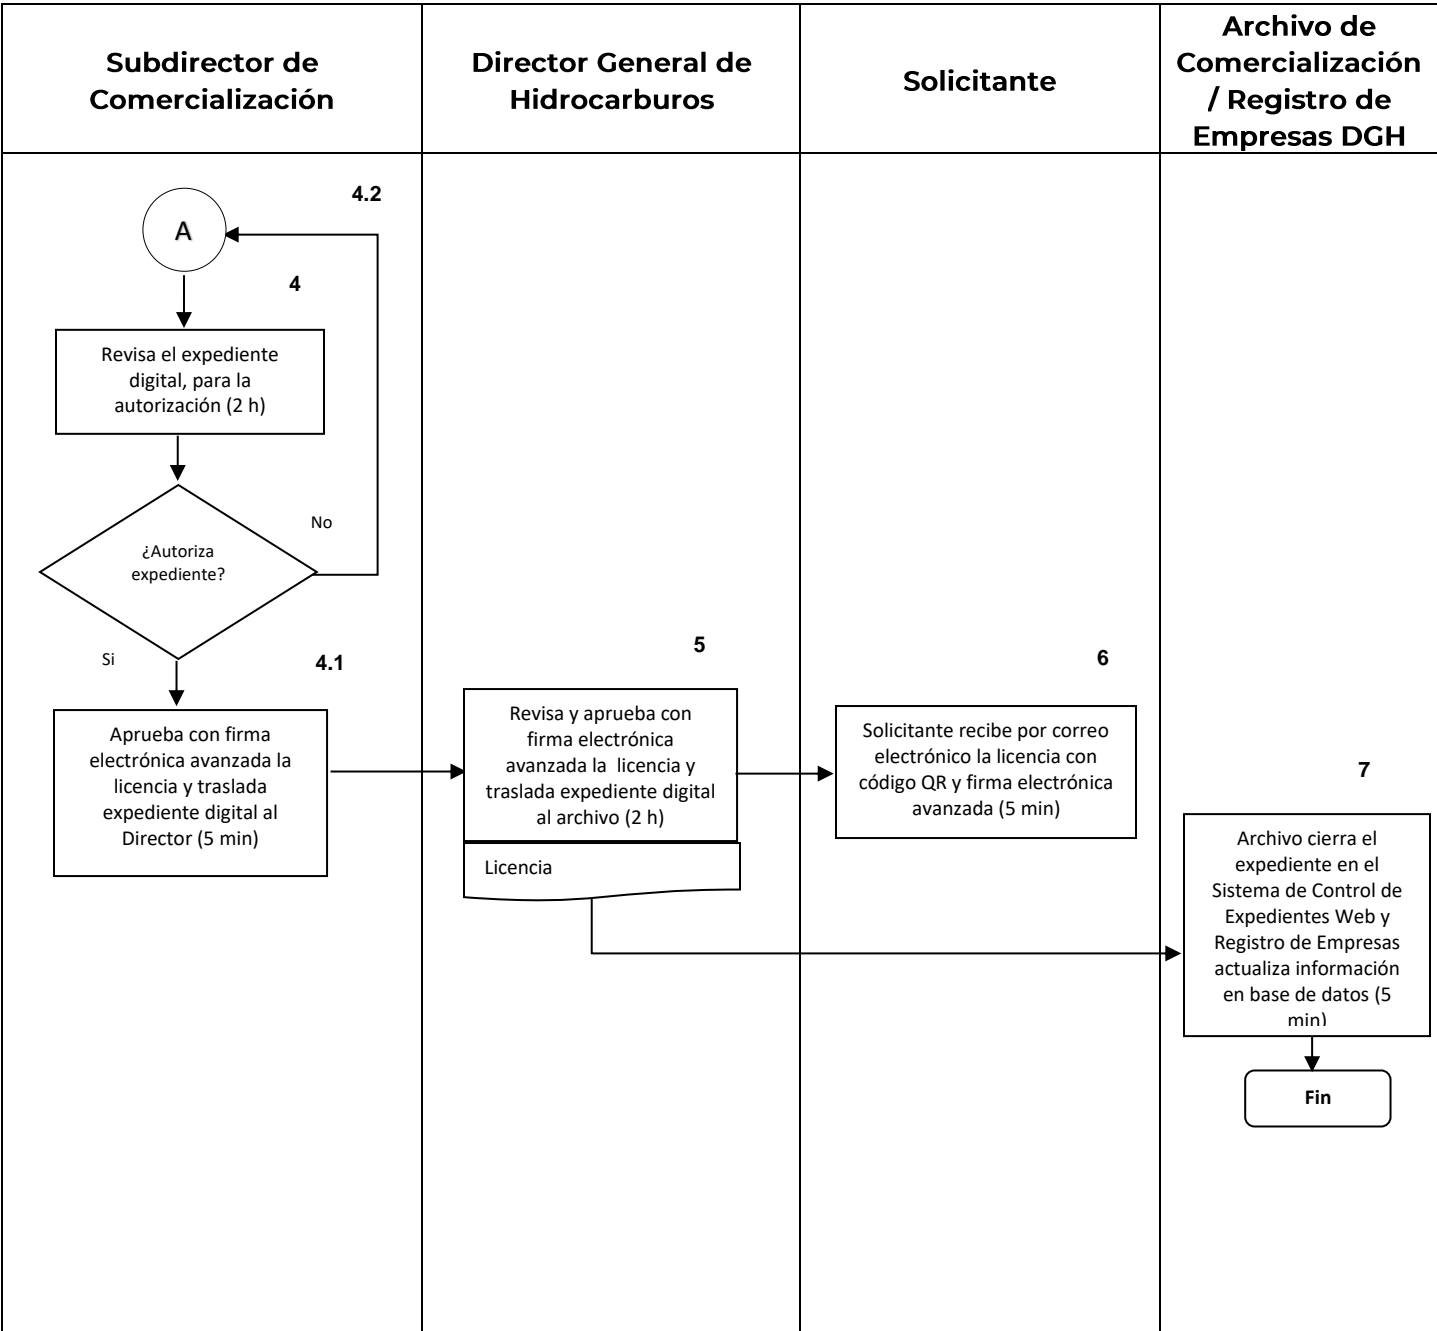 Subdirector de
Comercialización
Director General de
Hidrocarburos
Solicitante
Archivo de
Comercialización
/ Registro de
Empresas DGH
4.2
A
4
Revisa el expediente
digital, para la
autorización (2 h)
¿Autoriza
expediente?
No
Si
4.1
Aprueba con firma
electrónica avanzada la
licencia y traslada
expediente digital al
Director (5 min)
5
Revisa y aprueba con
firma electrónica
avanzada la licencia y
traslada expediente digital
al archivo (2 h)
Licencia
6
Solicitante recibe por correo
electrónico la licencia con
código QR y firma electrónica
avanzada (5 min)
7
Archivo cierra el
expediente en el
Sistema de Control de
Expedientes Web y
Registro de Empresas
actualiza información
en base de datos (5
min)
Fin